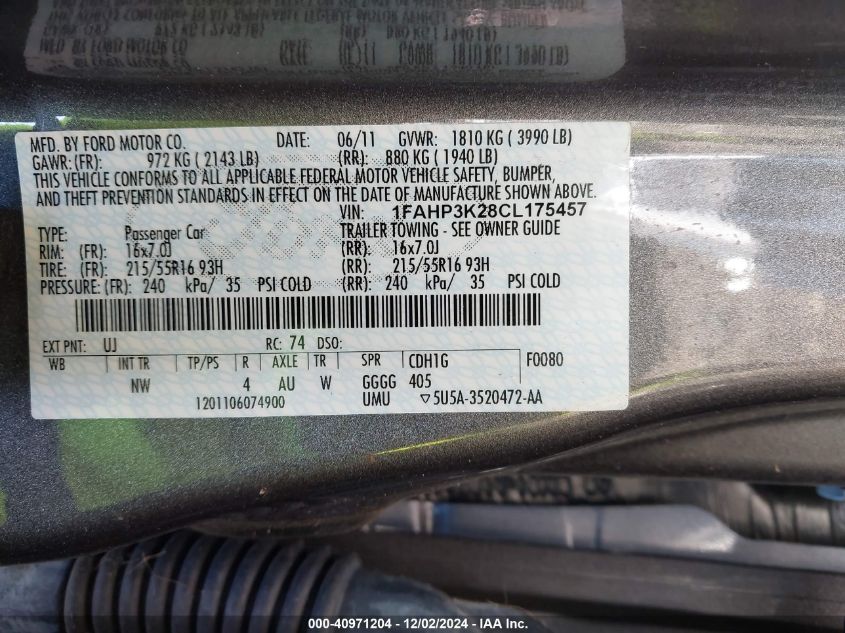 MFD. BY FORD MOTOR CO. DATE: 06/11 GVWR: 1810 KG ( 3990 LB)
GAWR: (FR): 972 KG ( 2143 LB) (RR): 880 KG ( 1940 LB)
THIS VEHICLE CONFORMS TO ALL APPLICABLE FEDERAL MOTOR VEHICLE SAFETY, BUMPER,
AND THEFT PREVENTION STANDARDS IN EFFECT ON THE DATE OF MANUFACTURE SHOWN ABOVE.
VIN: 1FAHP3K28CL175457
TYPE: Passenger Car TRAILER TOWING - SEE OWNER GUIDE
RIM: (FR): 16x7.0J (RR): 16x7.0J
TIRE: (FR): 215/55R16 93H (RR): 215/55R16 93H
PRESSURE: (FR): 240 kPa/ 35 PSI COLD (RR): 240 kPa/ 35 PSI COLD
EXT PNT: UJ RC: 74 DSO:
WB INT TR TP/PS R AXLE TR SPR CDH1G F0080
NW 4 AU W GGGG 405
1201106074900 UMU ▽5U5A-3520472-AA
000-40971204 - 12/02/2024 - IAA Inc.